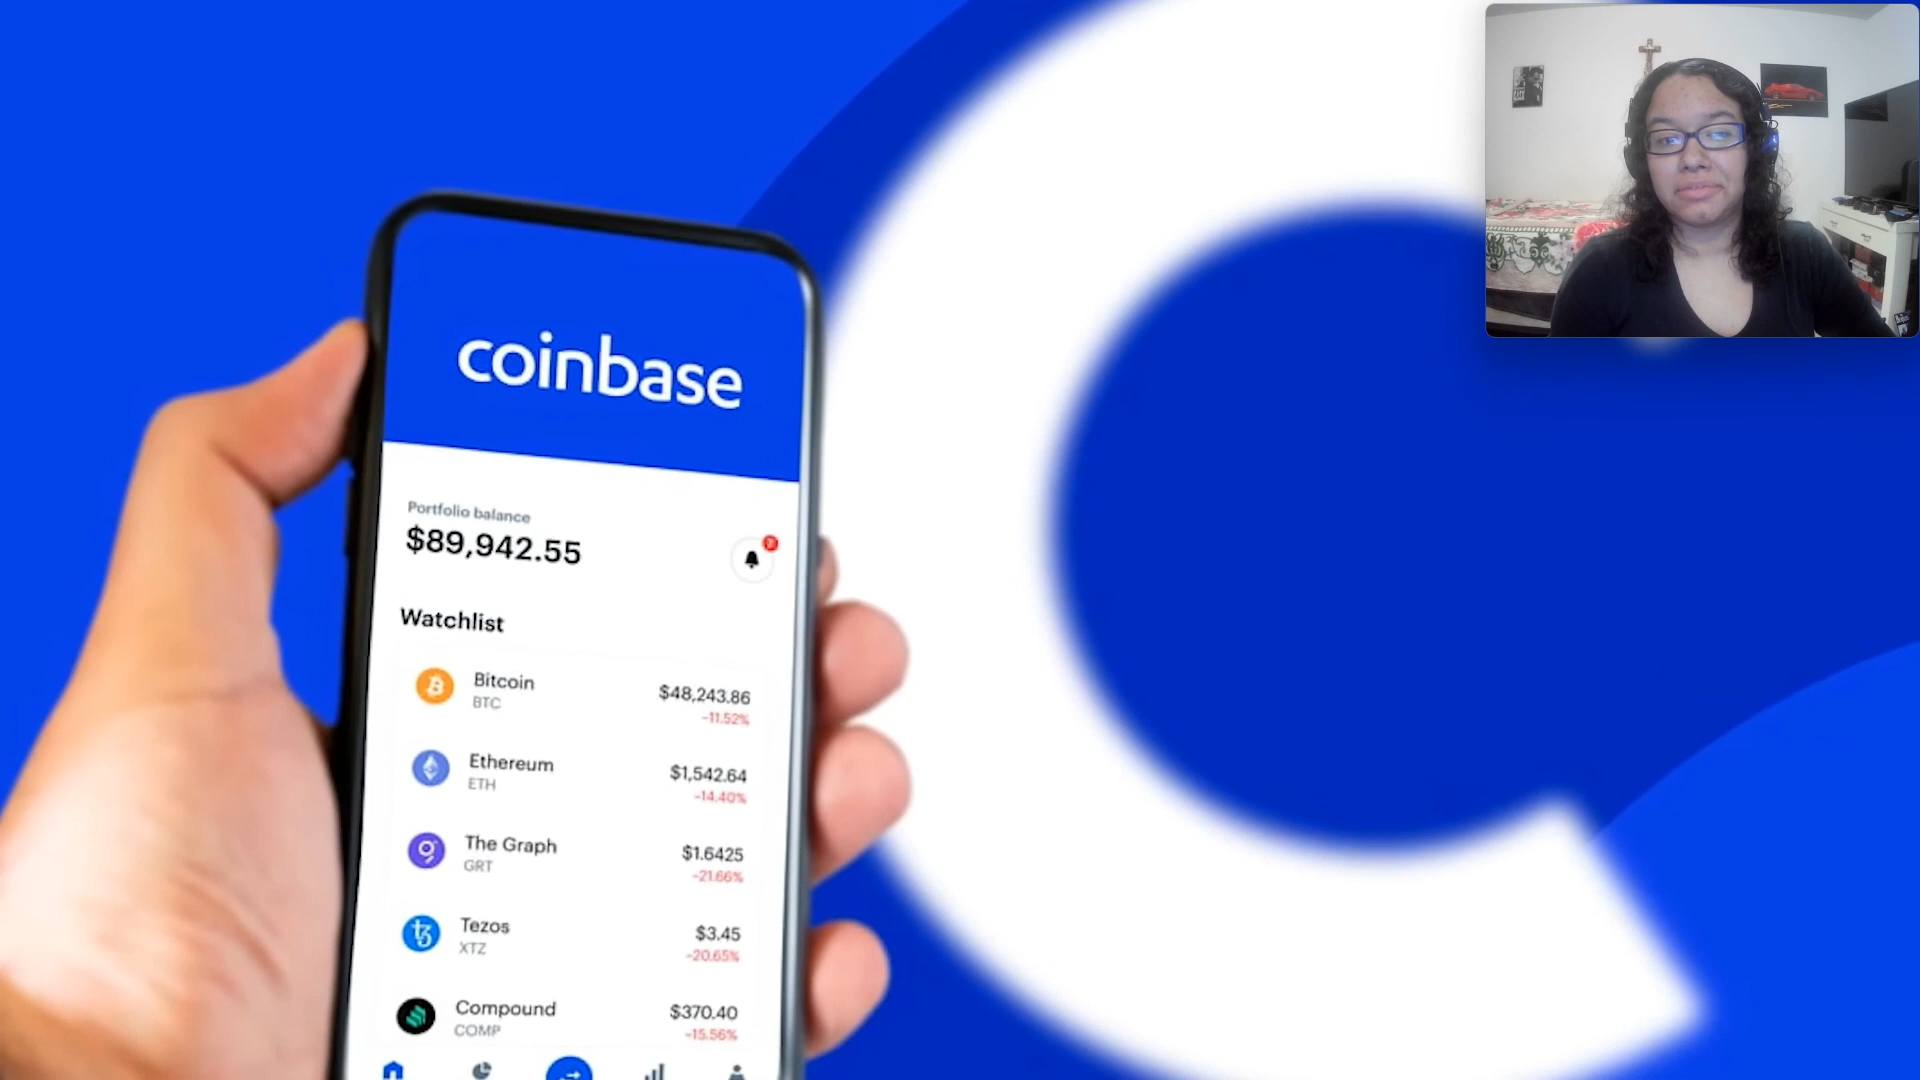 coinbase
Portfolio balance
$89,942.55
Watchlist
Bitcoin
BTC
$48,243.86
-11.52%
Ethereum
ETH
$1,542.64
-14.40%
The Graph
GRT
$1.6425
-21.66%
Tezos
XTZ
$3.45
-20.65%
Compound
COMP
$370.40
-15.56%